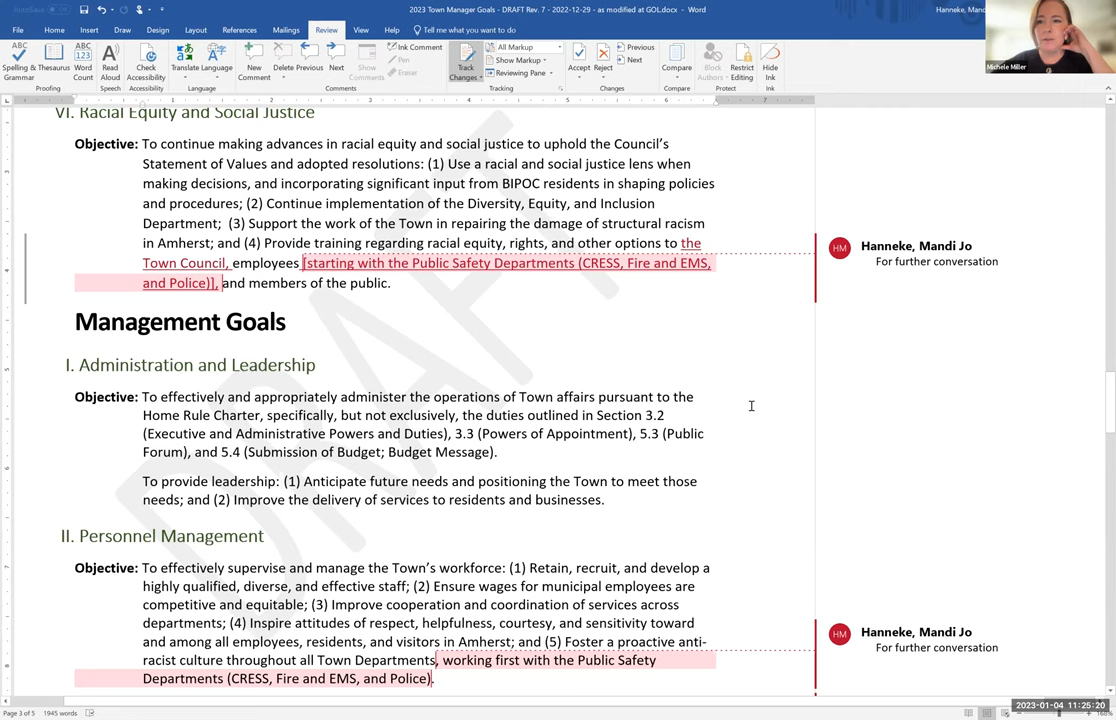 AutoSave
2023 Town Manager Goals - DRAFT Rev. 7 - 2022-12-29 - as modified at GOL.docx - Word
Hanneke, Mandi
File Home Insert Draw Design Layout References Mailings Review View Help Tell me what you want to do
Michele Miller
Spelling & Grammar
Thesaurus
Word Count
Read Aloud
Check Accessibility
Translate
Language
New Comment
Delete
Previous
Next
Show Comments
Ink Comment
Pen
Eraser
Track Changes
All Markup
Show Markup
Reviewing Pane
Accept
Reject
Previous
Next
Compare
Block Authors
Restrict Editing
Hide Ink
Proofing Speech Accessibility Language Comments Tracking Changes Compare Protect Ink
1 2 3 4 5 6 7
VI. Racial Equity and Social Justice
Objective: To continue making advances in racial equity and social justice to uphold the Council's
Statement of Values and adopted resolutions: (1) Use a racial and social justice lens when
making decisions, and incorporating significant input from BIPOC residents in shaping policies
and procedures; (2) Continue implementation of the Diversity, Equity, and Inclusion
Department; (3) Support the work of the Town in repairing the damage of structural racism
in Amherst; and (4) Provide training regarding racial equity, rights, and other options to the
Town Council, employees [starting with the Public Safety Departments (CRESS, Fire and EMS,
and Police)], and members of the public.
Hanneke, Mandi Jo
For further conversation
HM
Management Goals
I. Administration and Leadership
Objective: To effectively and appropriately administer the operations of Town affairs pursuant to the
Home Rule Charter, specifically, but not exclusively, the duties outlined in Section 3.2
(Executive and Administrative Powers and Duties), 3.3 (Powers of Appointment), 5.3 (Public
Forum), and 5.4 (Submission of Budget; Budget Message).
To provide leadership: (1) Anticipate future needs and positioning the Town to meet those
needs; and (2) Improve the delivery of services to residents and businesses.
II. Personnel Management
Objective: To effectively supervise and manage the Town's workforce: (1) Retain, recruit, and develop a
highly qualified, diverse, and effective staff; (2) Ensure wages for municipal employees are
competitive and equitable; (3) Improve cooperation and coordination of services across
departments; (4) Inspire attitudes of respect, helpfulness, courtesy, and sensitivity toward
and among all employees, residents, and visitors in Amherst; and (5) Foster a proactive anti-
racist culture throughout all Town Departments, working first with the Public Safety
Departments (CRESS, Fire and EMS, and Police).
Hanneke, Mandi Jo
For further conversation
HM
DRAFT
Page 3 of 5 1945 words
2023-01-04 11:25:20